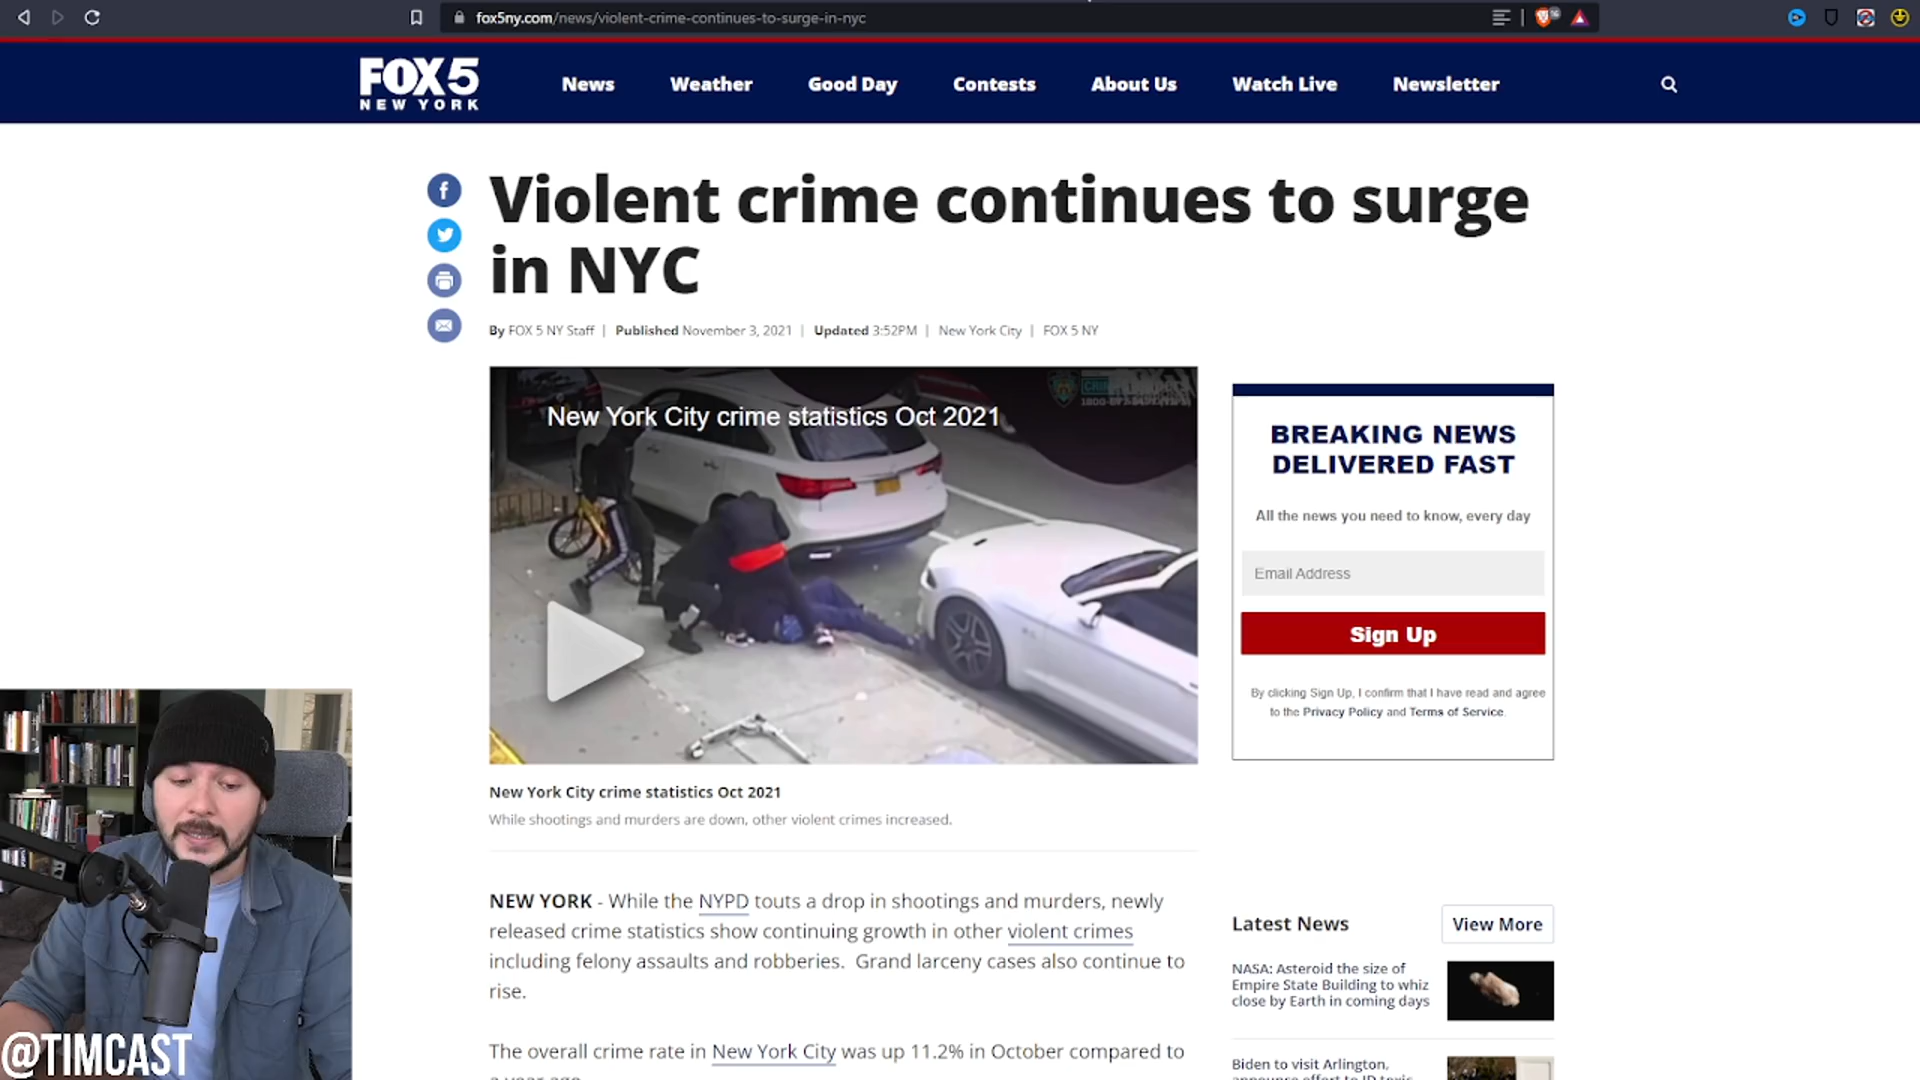 fox5ny.com/news/violent-crime-continues-to-surge-in-nyc
FOX 5
NEW YORK
News
Weather
Good Day
Contests
About Us
Watch Live
Newsletter
Violent crime continues to surge
in NYC
By FOX 5 NY Staff | Published November 3, 2021 | Updated 3:52PM | New York City | FOX 5 NY
New York City crime statistics Oct 2021
BREAKING NEWS
DELIVERED FAST
All the news you need to know, every day
Email Address
Sign Up
By clicking Sign Up, I confirm that I have read and agree
to the Privacy Policy and Terms of Service.
New York City crime statistics Oct 2021
While shootings and murders are down, other violent crimes increased.
NEW YORK - While the NYPD touts a drop in shootings and murders, newly
released crime statistics show continuing growth in other violent crimes
including felony assaults and robberies. Grand larceny cases also continue to
rise.
The overall crime rate in New York City was up 11.2% in October compared to
Latest News
View More
NASA: Asteroid the size of
Empire State Building to whiz
close by Earth in coming days
Biden to visit Arlington,
@TIMCAST